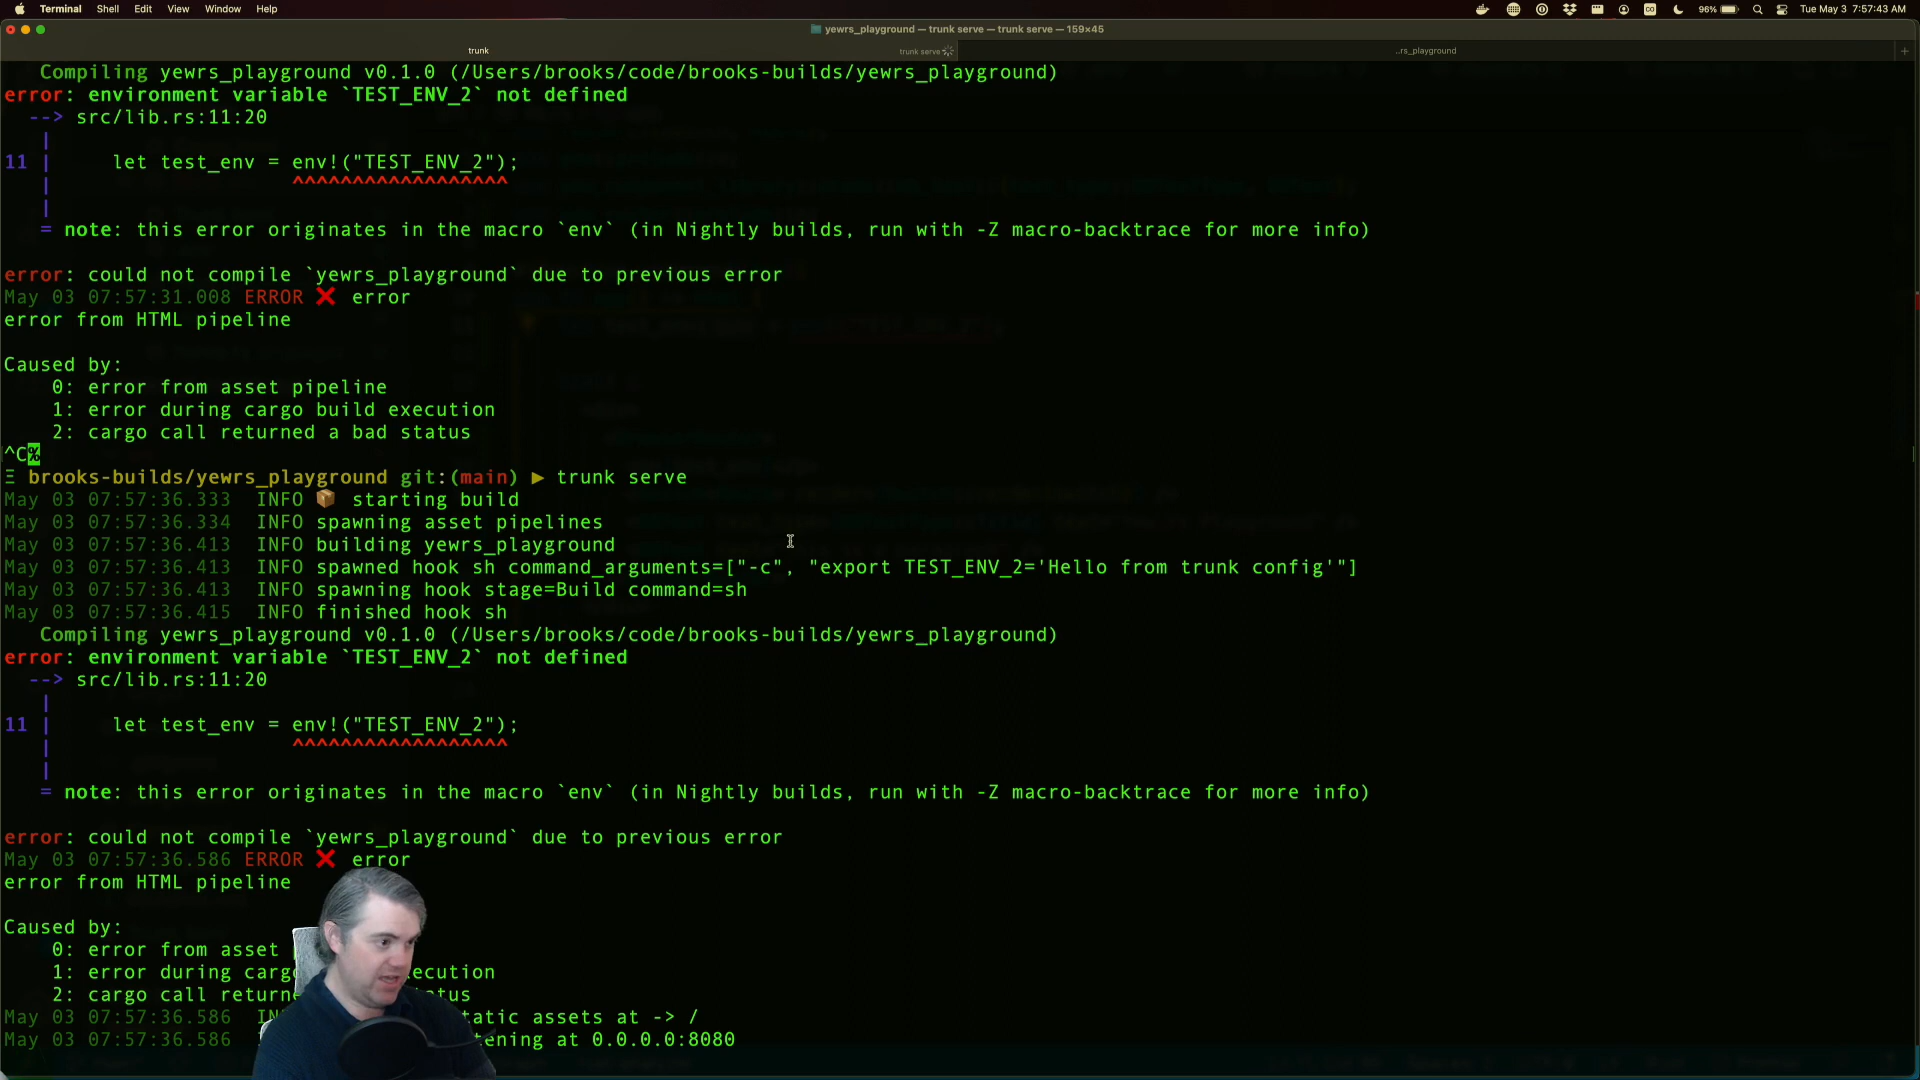 Terminal Shell Edit View Window Help 96% Tue May 3 7:57:43 AM
yewrs_playground — trunk serve — trunk serve — 159×45
trunk trunk serve ..rs_playground
Compiling yewrs_playground v0.1.0 (/Users/brooks/code/brooks-builds/yewrs_playground)
error: environment variable `TEST_ENV_2` not defined
--> src/lib.rs:11:20
|
11 | let test_env = env!("TEST_ENV_2");
| ^^^^^^^^^^^^^^^^^^
|
= note: this error originates in the macro `env` (in Nightly builds, run with -Z macro-backtrace for more info)
error: could not compile `yewrs_playground` due to previous error
May 03 07:57:31.008 ERROR ❌ error
error from HTML pipeline
Caused by:
0: error from asset pipeline
1: error during cargo build execution
2: cargo call returned a bad status
^C%
Ξ brooks-builds/yewrs_playground git:(main) ▶ trunk serve
May 03 07:57:36.333 INFO 📦 starting build
May 03 07:57:36.334 INFO spawning asset pipelines
May 03 07:57:36.413 INFO building yewrs_playground
May 03 07:57:36.413 INFO spawned hook sh command_arguments=["-c", "export TEST_ENV_2='Hello from trunk config'"]
May 03 07:57:36.413 INFO spawning hook stage=Build command=sh
May 03 07:57:36.415 INFO finished hook sh
Compiling yewrs_playground v0.1.0 (/Users/brooks/code/brooks-builds/yewrs_playground)
error: environment variable `TEST_ENV_2` not defined
--> src/lib.rs:11:20
|
11 | let test_env = env!("TEST_ENV_2");
| ^^^^^^^^^^^^^^^^^^
|
= note: this error originates in the macro `env` (in Nightly builds, run with -Z macro-backtrace for more info)
error: could not compile `yewrs_playground` due to previous error
May 03 07:57:36.586 ERROR ❌ error
error from HTML pipeline
Caused by:
0: error from asset
1: error during carg ecution
2: cargo call return atus
May 03 07:57:36.586 IN tatic assets at -> /
May 03 07:57:36.586 tening at 0.0.0.0:8080